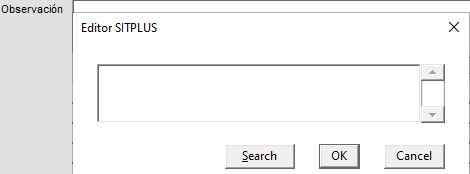 Observación
Editor SITPLUS
Search
OK
Cancel